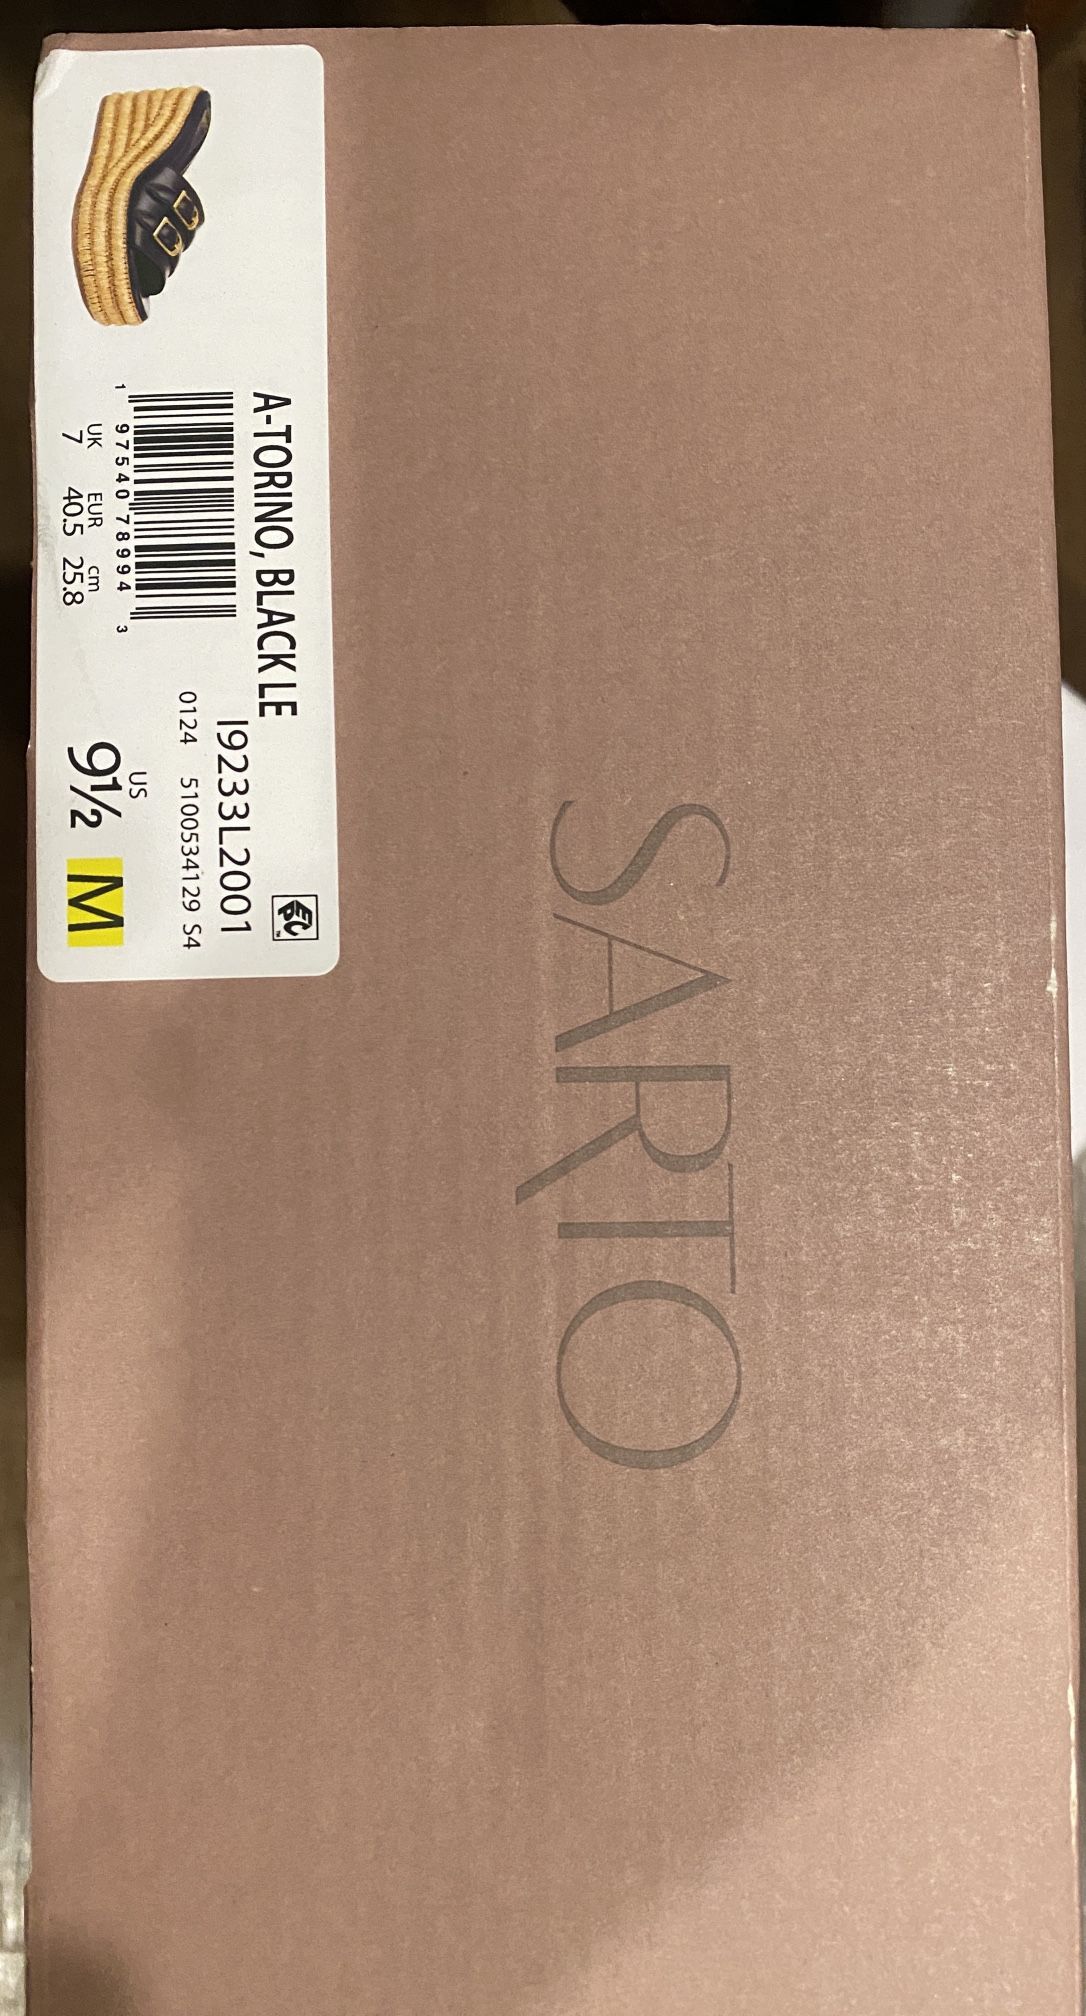 A-TORINO, BLACK LE
I9233L2001
0124 5100534129 S4
1 97540 78994 3
UK EUR cm
7 40.5 25.8
US
9½ M
SARTO